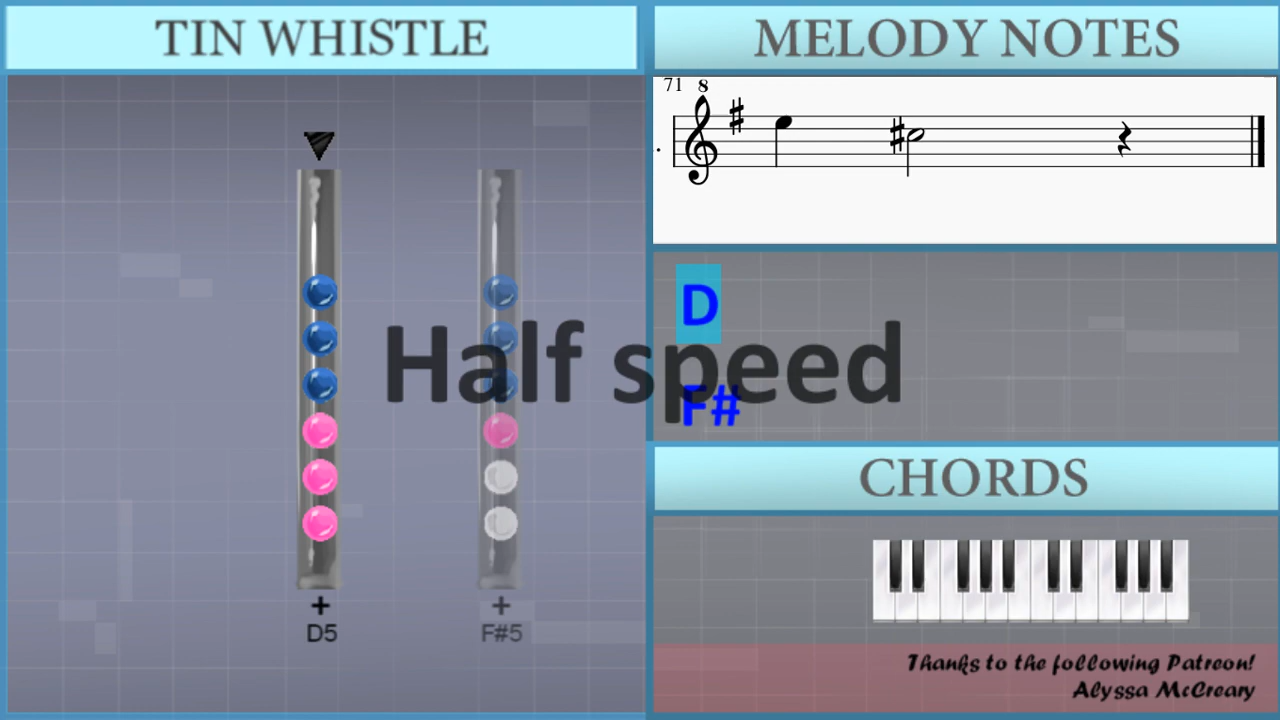 TIN WHISTLE
MELODY NOTES
71
8
D
F#
Half speed
CHORDS
+
D5
+
F#5
Thanks to the following Patreon!
Alyssa McCreary